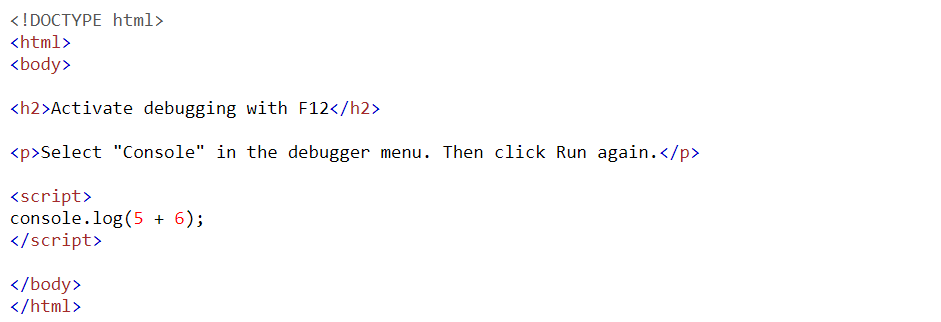 <!DOCTYPE html>
<html>
<body>
<h2>Activate debugging with F12</h2>
<p>Select "Console" in the debugger menu. Then click Run again.</p>
<script>
console.log(5 + 6);
</script>
</body>
</html>